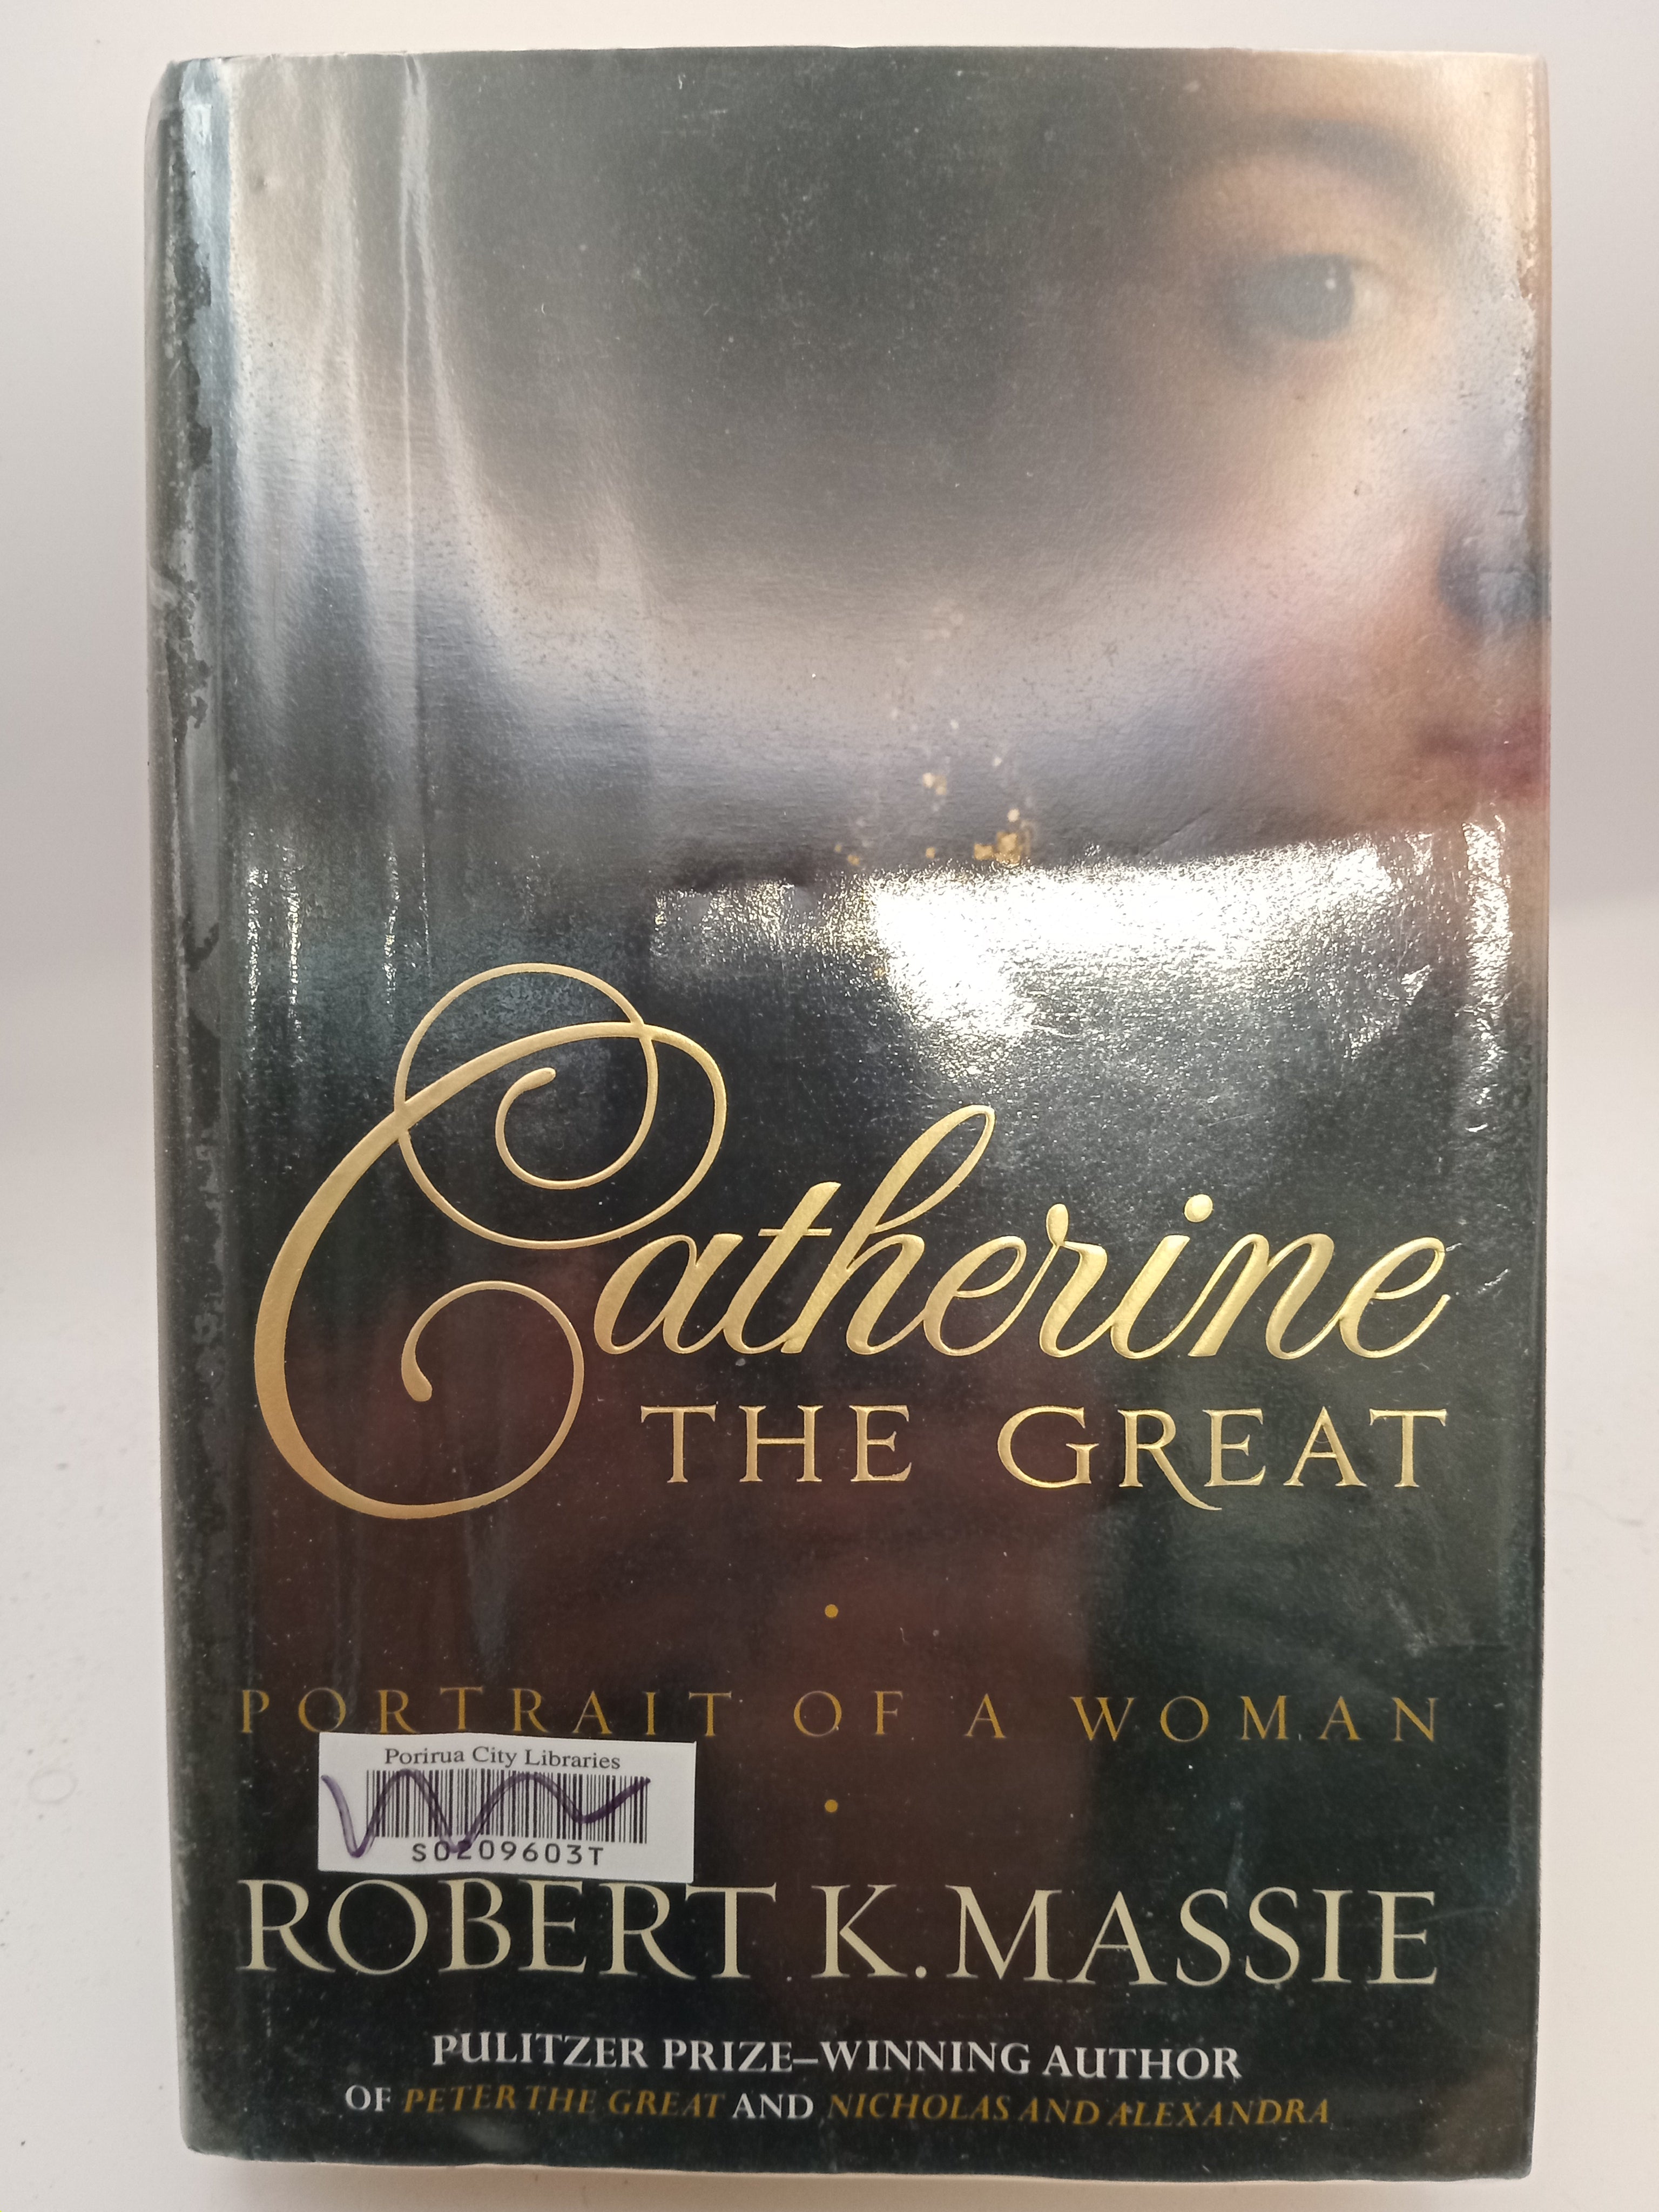 Catherine
THE GREAT
PORTRAIT OF A WOMAN
Porirua City Libraries
S0209603T
ROBERT K. MASSIE
PULITZER PRIZE–WINNING AUTHOR
OF PETER THE GREAT AND NICHOLAS AND ALEXANDRA